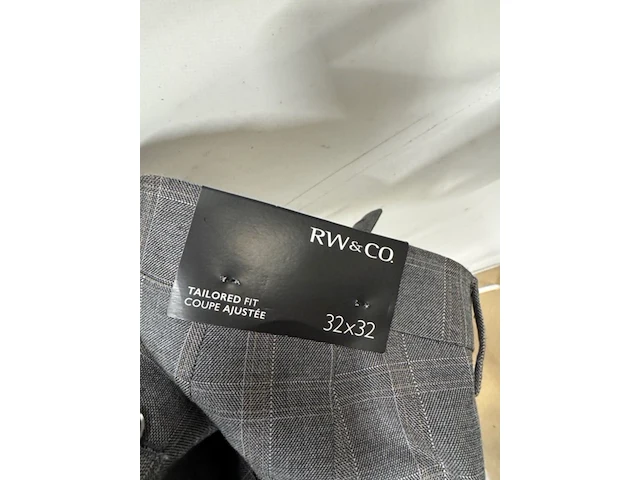 RW&CO.
TAILORED FIT
COUPE AJUSTÉE
32x32